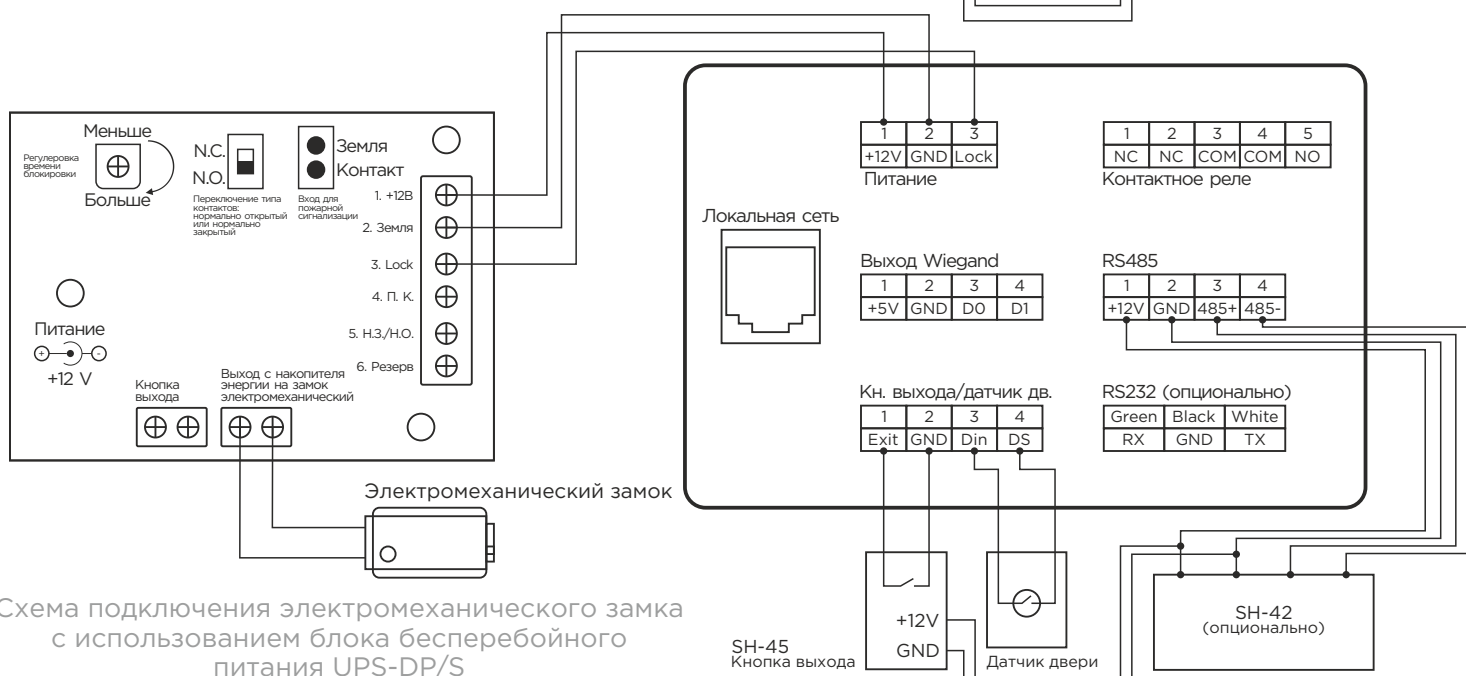 Меньше
Регулеровка
времени
блокировки
Больше
N.C.
N.O.
Переключение типа
контактов:
нормально открытый
или нормально
закрытый
Земля
Контакт
Вход для
пожарной
сигнализации
1. +12В
2. Земля
3. Lock
4. П. К.
5. Н.З./Н.О.
6. Резерв
Питание
+ -
+12 V
Кнопка
выхода
Выход с накопителя
энергии на замок
электромеханический
Электромеханический замок
Схема подключения электромеханического замка
с использованием блока бесперебойного
питания UPS-DP/S
1 2 3
+12V GND Lock
Питание
1 2 3 4 5
NC NC COM COM NO
Контактное реле
Локальная сеть
Выход Wiegand
1 2 3 4
+5V GND D0 D1
RS485
1 2 3 4
+12V GND 485+ 485-
Кн. выхода/датчик дв.
1 2 3 4
Exit GND Din DS
RS232 (опционально)
Green Black White
RX GND TX
+12V
GND
SH-45
Кнопка выхода
Датчик двери
SH-42
(опционально)